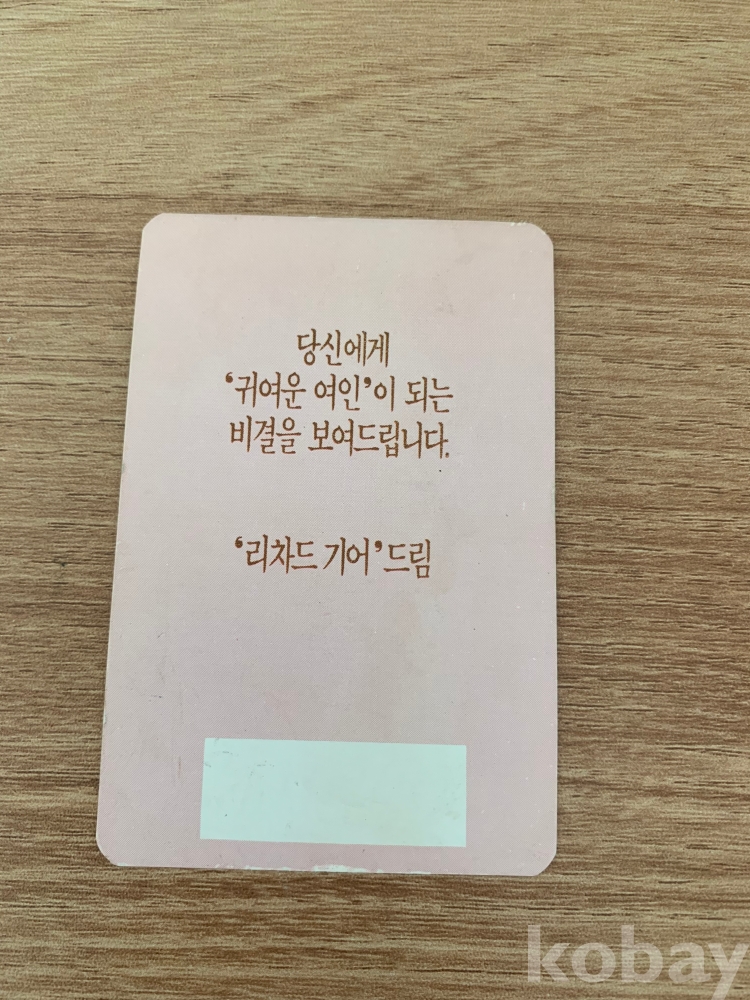 당신에게
‘귀여운 여인’이 되는
비결을 보여드립니다.
‘리차드 기어’드림
kobay